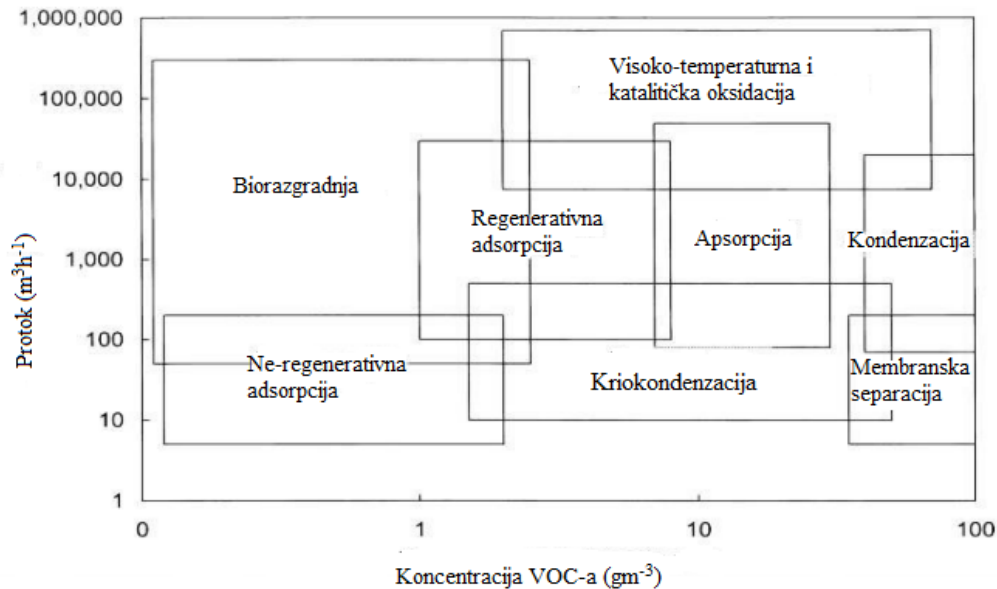 1,000,000
100,000
10,000
1,000
100
10
1
Protok (m³h⁻¹)
Visoko-temperaturna i
katalitička oksidacija
Biorazgradnja
Regenerativna
adsorpcija
Apsorpcija
Kondenzacija
Ne-regenerativna
adsorpcija
Kriokondenzacija
Membranska
separacija
0
1
10
100
Koncentracija VOC-a (gm⁻³)